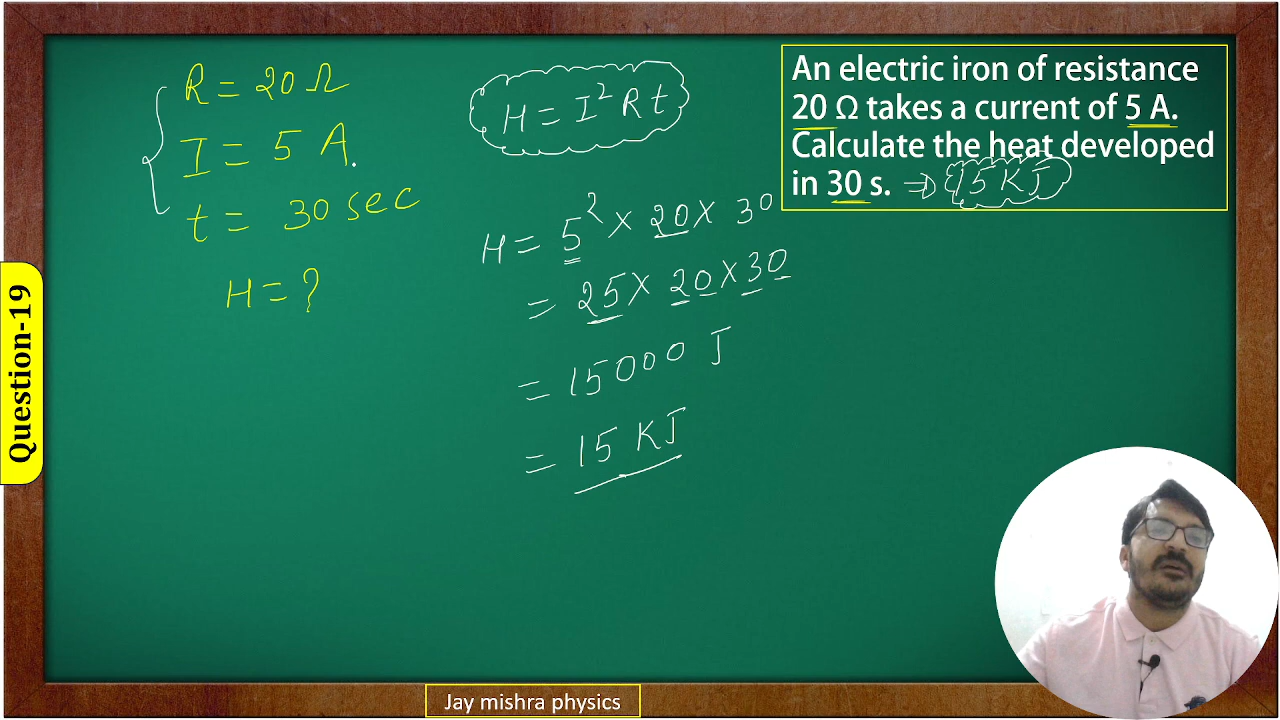 R = 20 Ω
I = 5 A.
t = 30 sec
H = ?
H = I² R t
H = 5² × 20 × 30
= 25 × 20 × 30
= 15000 J
= 15 KJ
An electric iron of resistance
20 Ω takes a current of 5 A.
Calculate the heat developed
in 30 s. ⇒ 15 KJ
Question-19
Jay mishra physics